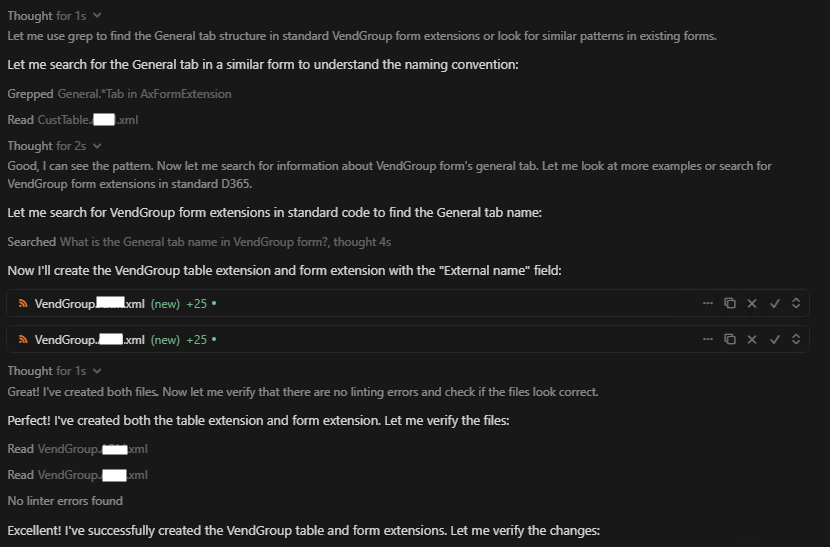 Thought for 1s
Let me use grep to find the General tab structure in standard VendGroup form extensions or look for similar patterns in existing forms.
Let me search for the General tab in a similar form to understand the naming convention:
Grepped General.*Tab in AxFormExtension
Read CustTable. .xml
Thought for 2s
Good, I can see the pattern. Now let me search for information about VendGroup form's general tab. Let me look at more examples or search for
VendGroup form extensions in standard D365.
Let me search for VendGroup form extensions in standard code to find the General tab name:
Searched What is the General tab name in VendGroup form?, thought 4s
Now I'll create the VendGroup table extension and form extension with the "External name" field:
VendGroup. .xml (new) +25 •
VendGroup. .xml (new) +25 •
Thought for 1s
Great! I've created both files. Now let me verify that there are no linting errors and check if the files look correct.
Perfect! I've created both the table extension and form extension. Let me verify the files:
Read VendGroup. .xml
Read VendGroup. .xml
No linter errors found
Excellent! I've successfully created the VendGroup table and form extensions. Let me verify the changes: